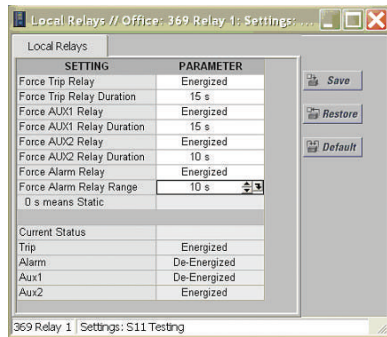 Local Relays // Office: 369 Relay 1: Settings: ...
Local Relays
SETTING PARAMETER
Force Trip Relay Energized
Force Trip Relay Duration 15 s
Force AUX1 Relay Energized
Force AUX1 Relay Duration 15 s
Force AUX2 Relay Energized
Force AUX2 Relay Duration 10 s
Force Alarm Relay Energized
Force Alarm Relay Range 10 s
0 s means Static
Current Status
Trip Energized
Alarm De-Energized
Aux1 De-Energized
Aux2 Energized
Save
Restore
Default
369 Relay 1 Settings: S11 Testing